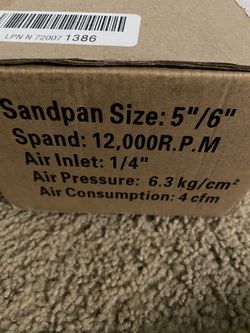 LPN N 72007 1386
Sandpan Size: 5"/6"
Spand: 12,000R.P.M
Air Inlet: 1/4"
Air Pressure: 6.3 kg/cm²
Air Consumption: 4 cfm